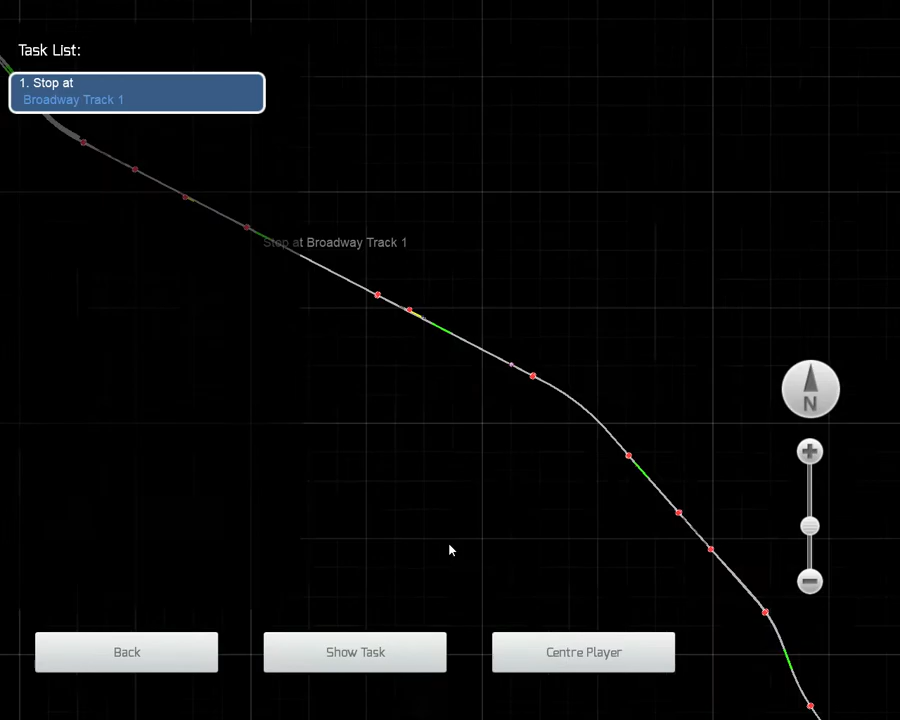 Task List:
1. Stop at
Broadway Track 1
Stop at Broadway Track 1
N
Back
Show Task
Centre Player